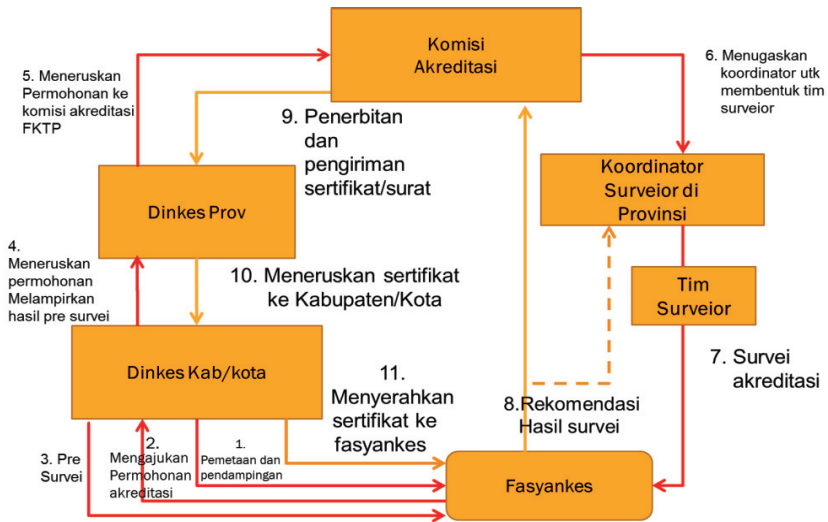 Komisi
Akreditasi
5. Meneruskan
Permohonan ke
komisi akreditasi
FKTP
6. Menugaskan
koordinator utk
membentuk tim
surveior
9. Penerbitan
dan
pengiriman
sertifikat/surat
Koordinator
Surveior di
Provinsi
Dinkes Prov
4.
Meneruskan
permohonan
Melampirkan
hasil pre survei
10. Meneruskan sertifikat
ke Kabupaten/Kota
Tim
Surveior
Dinkes Kab/kota
7. Survei
akreditasi
11.
Menyerahkan
sertifikat ke
fasyankes
8.Rekomendasi
Hasil survei
3. Pre
Survei
2.
Mengajukan
Permohonan
akreditasi
1.
Pemetaan dan
pendampingan
Fasyankes